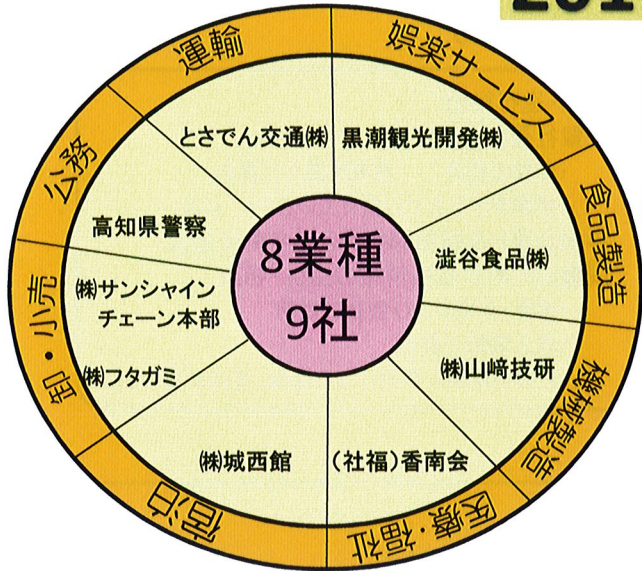 運輸
娯楽サービス
公務
食品製造
卸・小売
機械製造
宿泊
医療・福祉
とさでん交通㈱
黒潮観光開発㈱
高知県警察
澁谷食品㈱
㈱サンシャイン
チェーン本部
㈱フタガミ
㈱山﨑技研
㈱城西館
(社福)香南会
8業種
9社